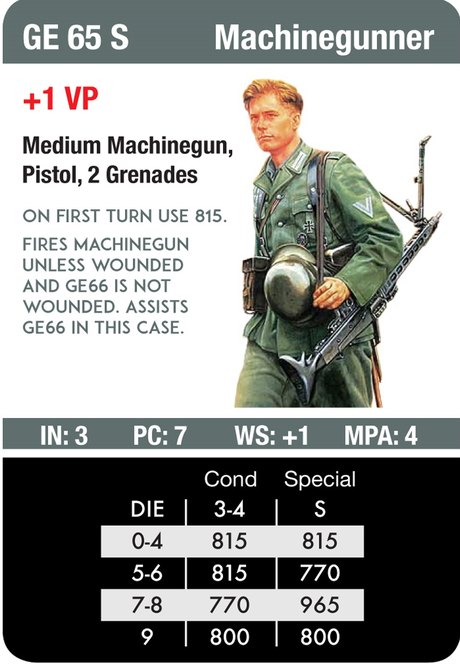 GE 65 S Machinegunner
+1 VP
Medium Machinegun,
Pistol, 2 Grenades
ON FIRST TURN USE 815.
FIRES MACHINEGUN
UNLESS WOUNDED
AND GE66 IS NOT
WOUNDED. ASSISTS
GE66 IN THIS CASE.
IN: 3 PC: 7 WS: +1 MPA: 4
Cond Special
DIE 3-4 S
0-4 815 815
5-6 815 770
7-8 770 965
9 800 800